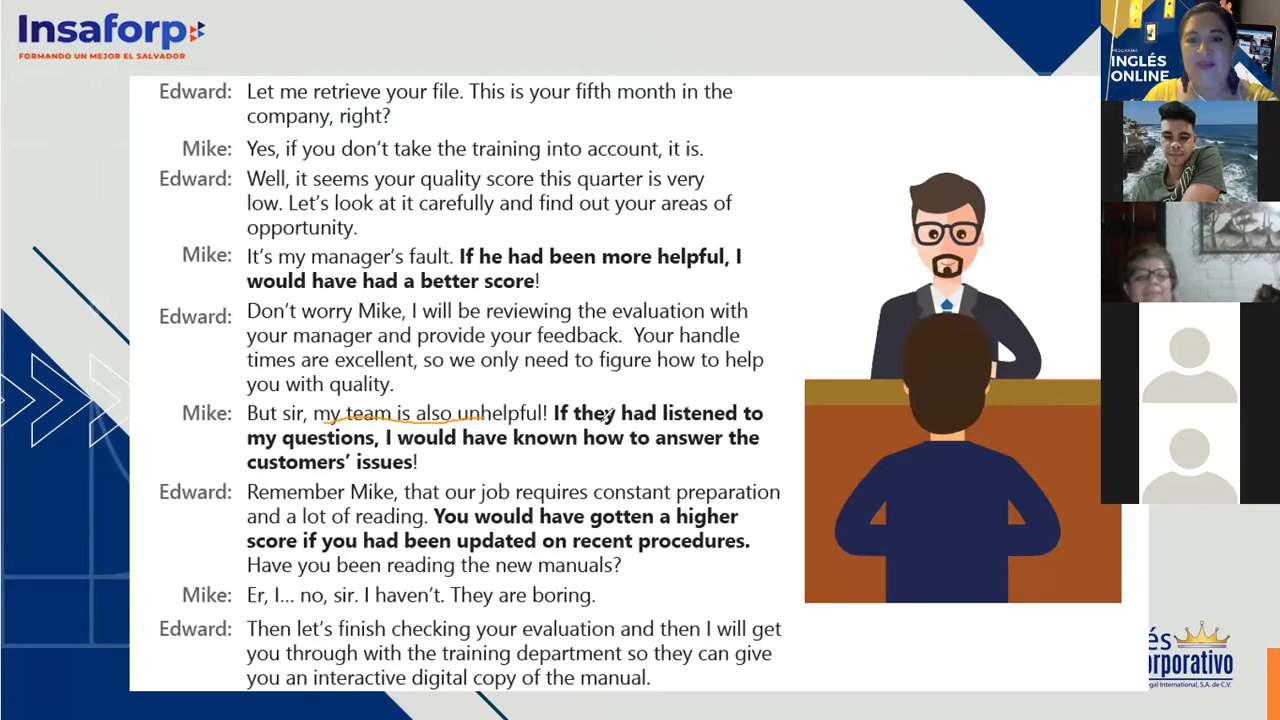 Insaforp
FORMANDO UN MEJOR EL SALVADOR
Edward: Let me retrieve your file. This is your fifth month in the
company, right?
Mike: Yes, if you don't take the training into account, it is.
Edward: Well, it seems your quality score this quarter is very
low. Let's look at it carefully and find out your areas of
opportunity.
Mike: It's my manager's fault. If he had been more helpful, I
would have had a better score!
Edward: Don't worry Mike, I will be reviewing the evaluation with
your manager and provide your feedback. Your handle
times are excellent, so we only need to figure how to help
you with quality.
Mike: But sir, my team is also unhelpful! If they had listened to
my questions, I would have known how to answer the
customers' issues!
Edward: Remember Mike, that our job requires constant preparation
and a lot of reading. You would have gotten a higher
score if you had been updated on recent procedures.
Have you been reading the new manuals?
Mike: Er, I... no, sir. I haven't. They are boring.
Edward: Then let's finish checking your evaluation and then I will get
you through with the training department so they can give
you an interactive digital copy of the manual.
PROGRAMA
INGLÉS
ONLINE
és
orporativo
gal International, S.A. de C.V.